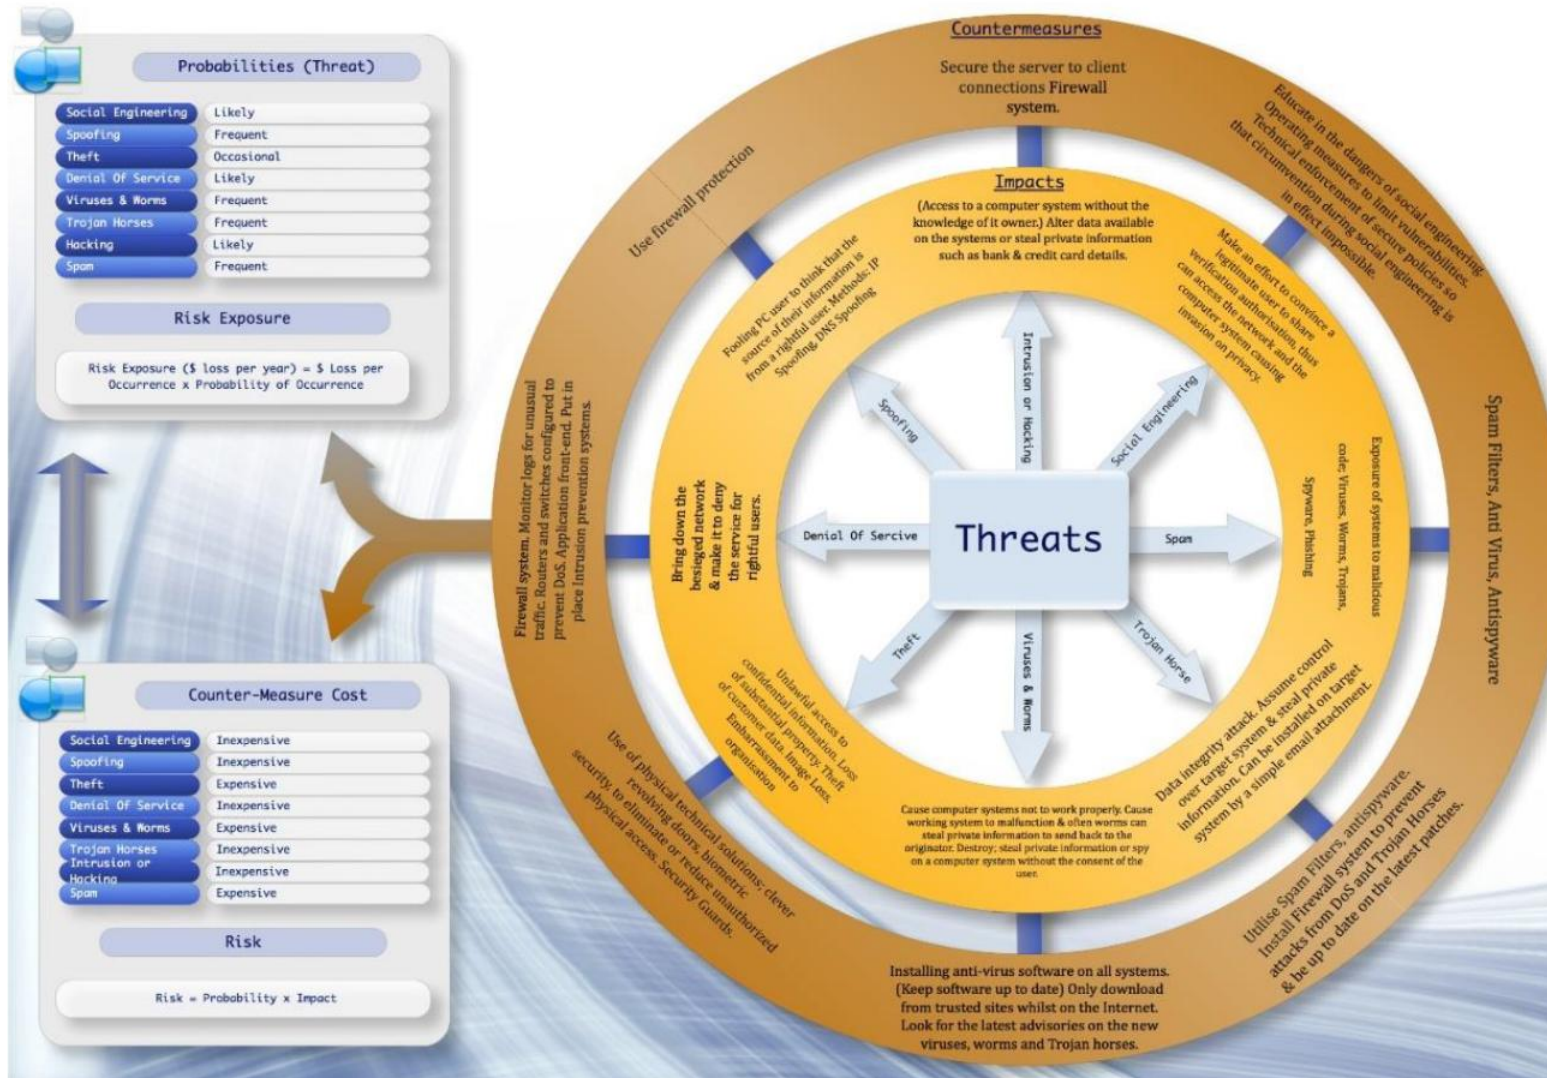 Probabilities (Threat)
Social Engineering Likely
Spoofing Frequent
Theft Occasional
Denial Of Service Likely
Viruses & Worms Frequent
Trojan Horses Frequent
Hacking Likely
Spam Frequent
Risk Exposure
Risk Exposure ($ loss per year) = $ Loss per
Occurrence x Probability of Occurrence
Counter-Measure Cost
Social Engineering Inexpensive
Spoofing Inexpensive
Theft Expensive
Denial Of Service Inexpensive
Viruses & Worms Expensive
Trojan Horses Inexpensive
Intrusion or
Hacking Inexpensive
Spam Expensive
Risk
Risk = Probability x Impact
Countermeasures
Secure the server to client
connections Firewall
system.
Educate in the dangers of social engineering.
Operating measures to limit vulnerabilities.
Technical enforcement of secure policies so
that circumvention during social engineering is
in effect impossible.
Spam Filters, Anti Virus, Antispyware
Utilise Spam Filters, antispyware.
Install Firewall system to prevent
attacks from DoS and Trojan Horses
& be up to date on the latest patches.
Installing anti-virus software on all systems.
(Keep software up to date) Only download
from trusted sites whilst on the Internet.
Look for the latest advisories on the new
viruses, worms and Trojan horses.
Use of physical technical solutions: clever
revolving doors, biometric
security, to eliminate or reduce unauthorized
physical access. Security Guards.
Firewall system. Monitor logs for unusual
traffic. Routers and switches configured to
prevent DoS. Application front-end. Put in
place Intrusion prevention systems.
Use firewall protection
Impacts
(Access to a computer system without the
knowledge of it owner.) Alter data available
on the systems or steal private information
such as bank & credit card details.
Make an effort to convince a
legitimate user to share
verification authorisation, thus
can access the network and the
computer system causing
invasion on privacy.
Exposure of systems to malicious
code; Viruses, Worms, Trojans,
Spyware, Phishing
Data integrity attack. Assume control
over target system & steal private
information. Can be installed on target
system by a simple email attachment.
Cause computer systems not to work properly. Cause
working system to malfunction & often worms can
steal private information to send back to the
originator. Destroy; steal private information or spy
on a computer system without the consent of the
user.
Unlawful access to
confidential information. Loss
of substantial property. Theft
of customer data. Image Loss,
Embarrassment to
organisation
Bring down the
besieged network
& make it to deny
the service for
rightful users.
Fooling PC user to think that the
source of their information is
from a rightful user. Methods: IP
Spoofing, DNS Spoofing
Threats
Intrusion or Hacking
Social Engineering
Spam
Trojan Horse
Viruses & Worms
Theft
Denial Of Sercive
Spoofing